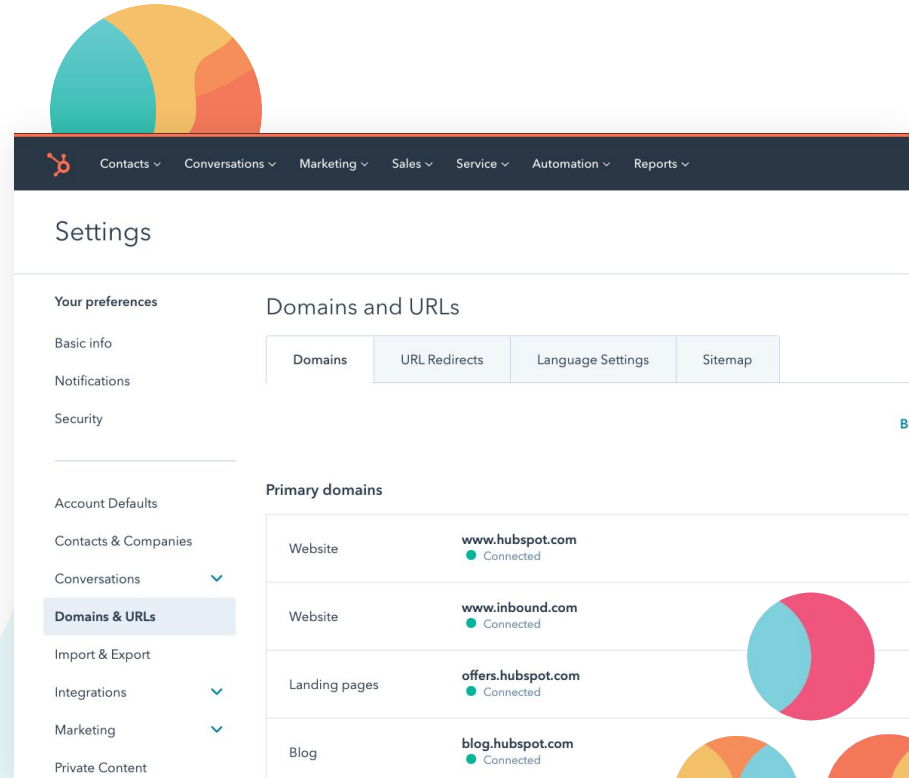 Contacts Conversations Marketing Sales Service Automation Reports
Settings
Your preferences
Basic info
Notifications
Security
Account Defaults
Contacts & Companies
Conversations
Domains & URLs
Import & Export
Integrations
Marketing
Private Content
Domains and URLs
Domains URL Redirects Language Settings Sitemap
B
Primary domains
Website
www.hubspot.com
Connected
Website
www.inbound.com
Connected
Landing pages
offers.hubspot.com
Connected
Blog
blog.hubspot.com
Connected